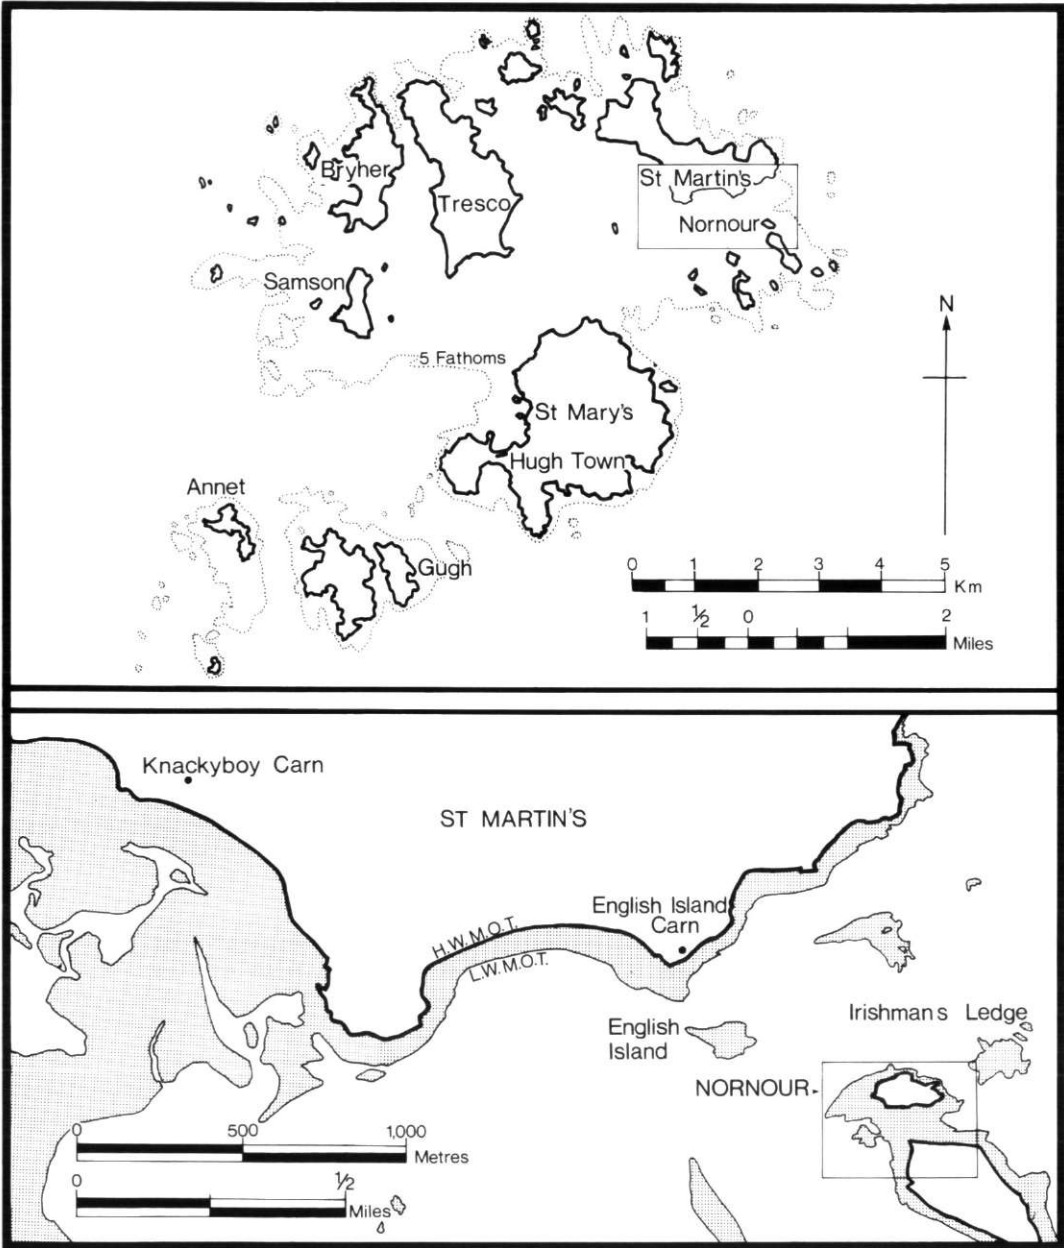 Bryher
Tresco
St Martin's
Nornour
Samson
5 Fathoms
N
St Mary's
Hugh Town
Annet
Gugh
0 1 2 3 4 5
Km
1 ½ 0 2
Miles
Knackyboy Carn
ST MARTIN'S
English Island
Carn
H.W.M.O.T.
L.W.M.O.T.
English
Island
Irishmans Ledge
NORNOUR
0 500 1,000
Metres
0 ½
Miles